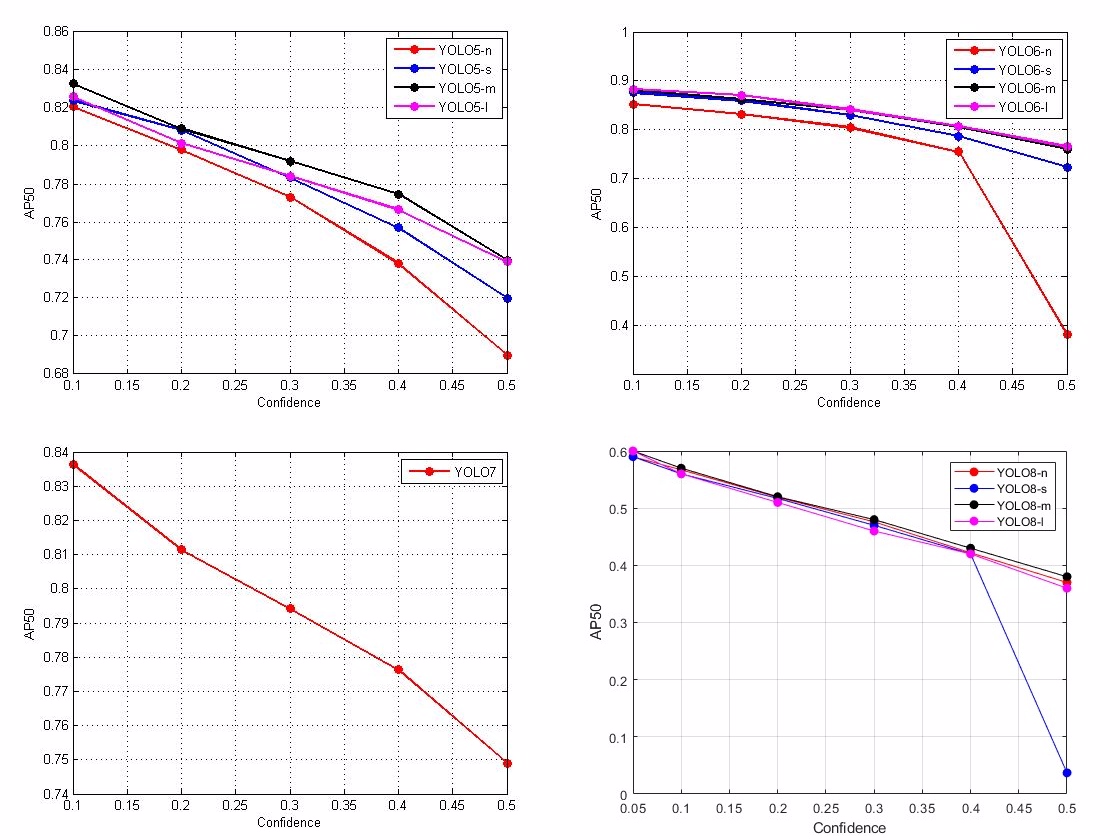 0.86
0.84
0.82
0.8
0.78
0.76
0.74
0.72
0.7
0.68
AP50
0.1 0.15 0.2 0.25 0.3 0.35 0.4 0.45 0.5
Confidence
YOLO5-n
YOLO5-s
YOLO5-m
YOLO5-l
1
0.9
0.8
0.7
0.6
0.5
0.4
AP50
0.1 0.15 0.2 0.25 0.3 0.35 0.4 0.45 0.5
Confidence
YOLO6-n
YOLO6-s
YOLO6-m
YOLO6-l
0.84
0.83
0.82
0.81
0.8
0.79
0.78
0.77
0.76
0.75
0.74
AP50
0.1 0.15 0.2 0.25 0.3 0.35 0.4 0.45 0.5
Confidence
YOLO7
0.6
0.5
0.4
0.3
0.2
0.1
0
AP50
0.05 0.1 0.15 0.2 0.25 0.3 0.35 0.4 0.45 0.5
Confidence
YOLO8-n
YOLO8-s
YOLO8-m
YOLO8-l